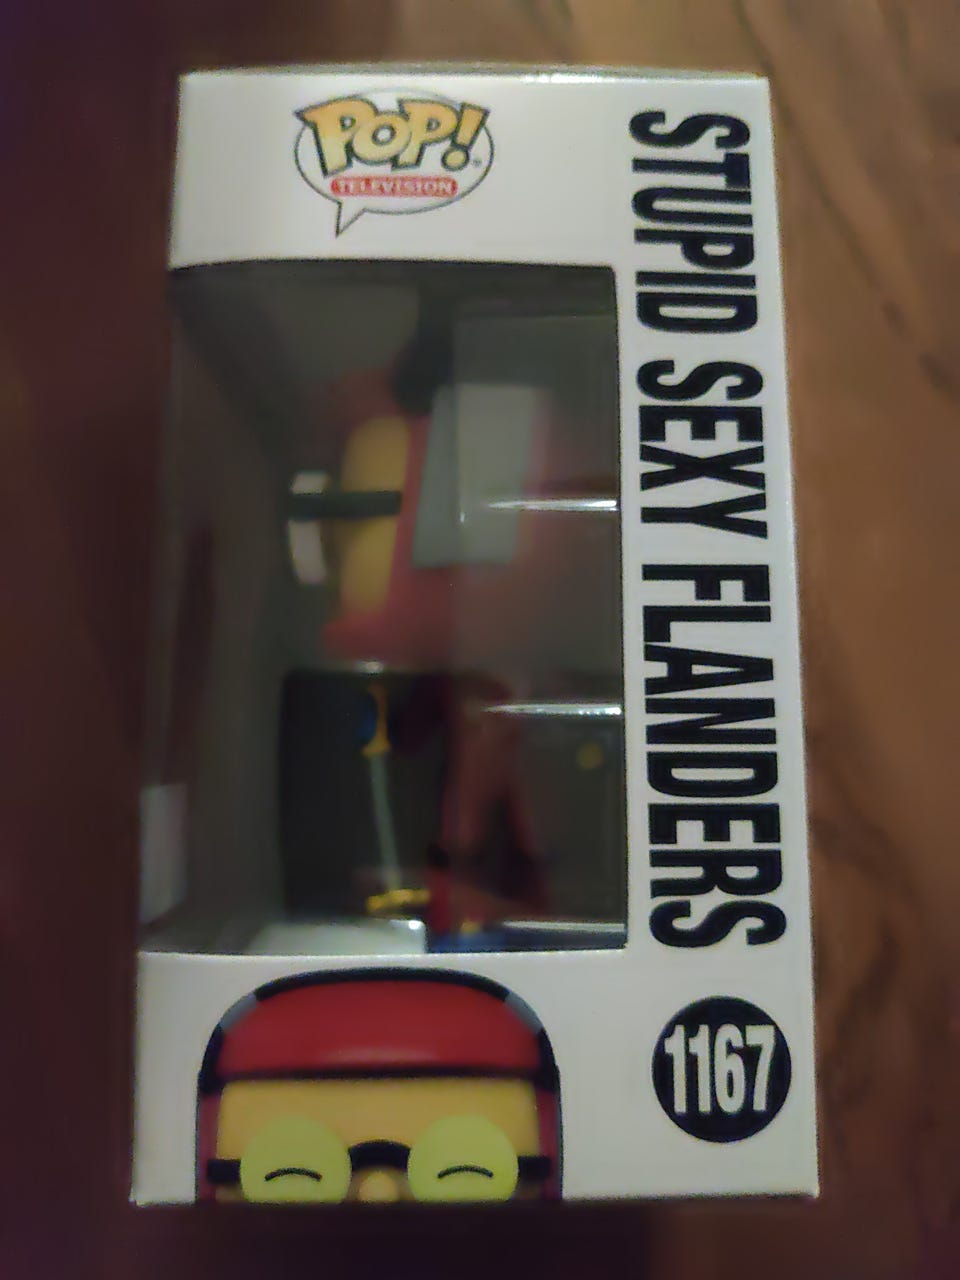 POP!
TELEVISION
STUPID SEXY FLANDERS
1167